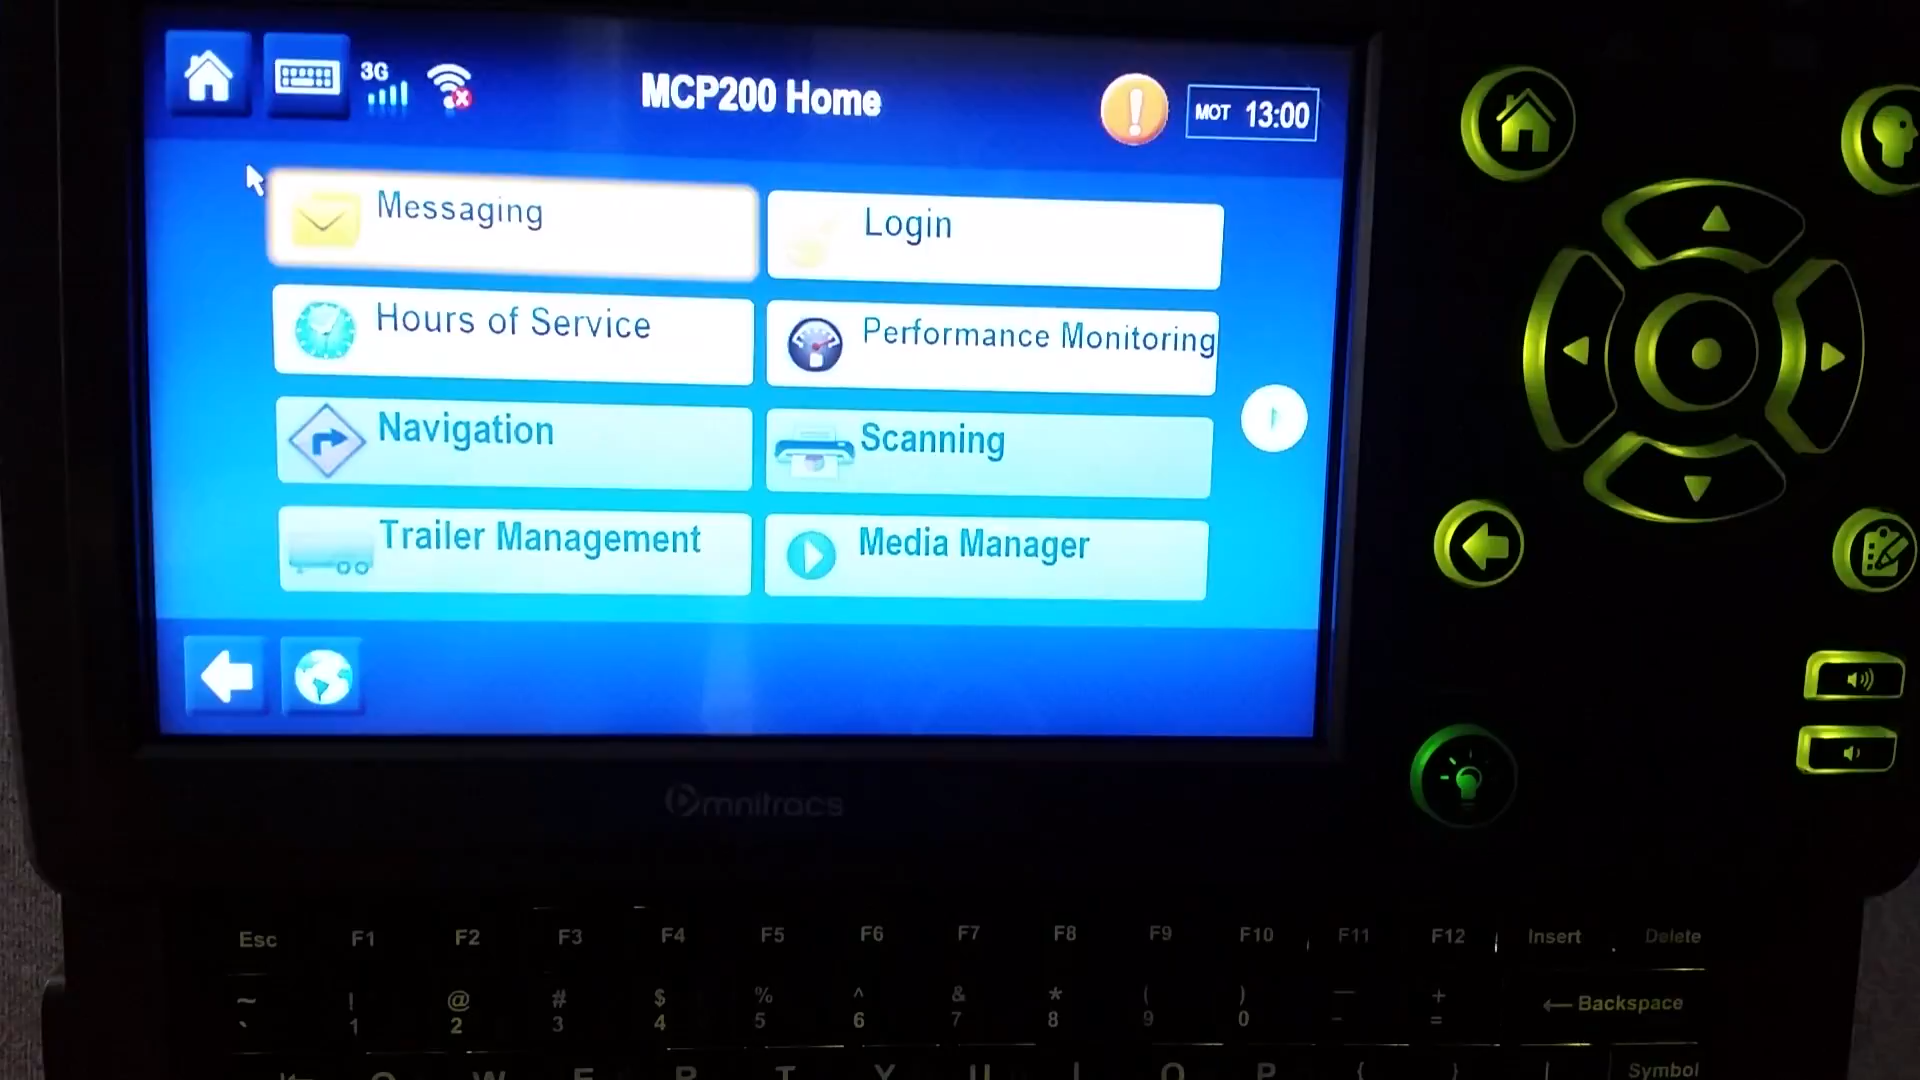 3G
MCP200 Home
MOT 13:00
Messaging
Login
Hours of Service
Performance Monitoring
Navigation
Scanning
Trailer Management
Media Manager
Omnitracs
Esc F1 F2 F3 F4 F5 F6 F7 F8 F9 F10 F11 F12 Insert Delete
~ ! @ # $ % ^ & * ( ) — +
` 1 2 3 4 5 6 7 8 9 0 - = ← Backspace
Q W E R T Y U I O P { } | Symbol